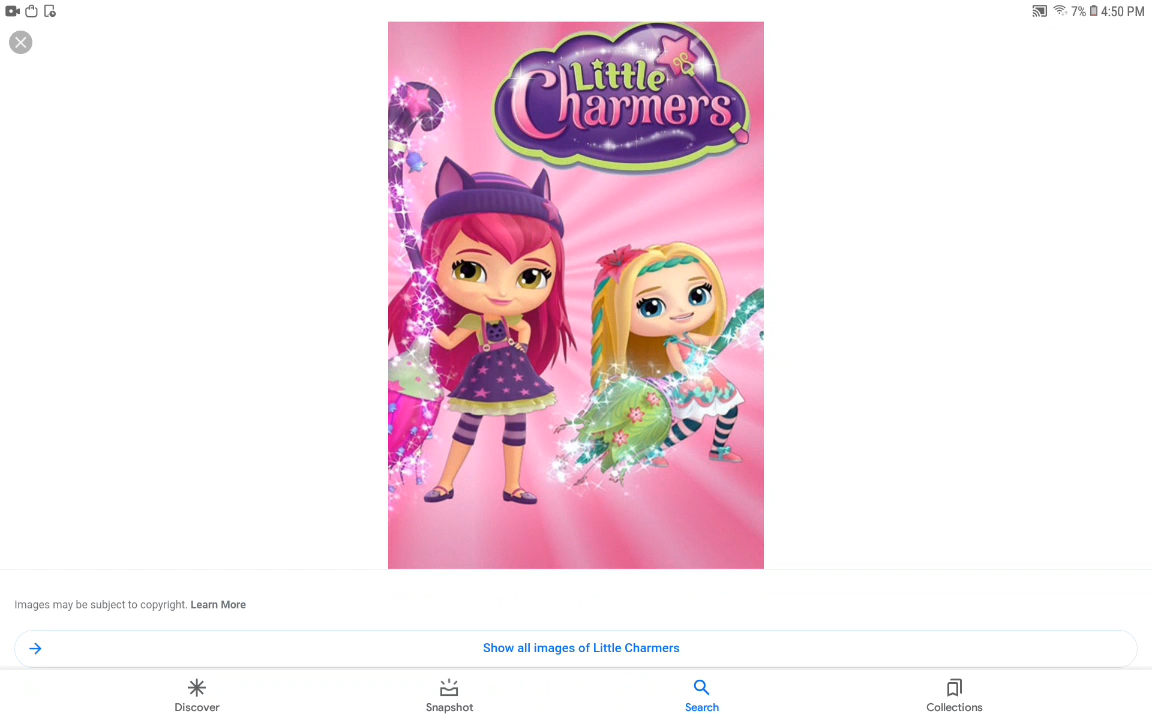 7% 4:50 PM
Little
Charmers™
Images may be subject to copyright. Learn More
Show all images of Little Charmers
Discover Snapshot Search Collections